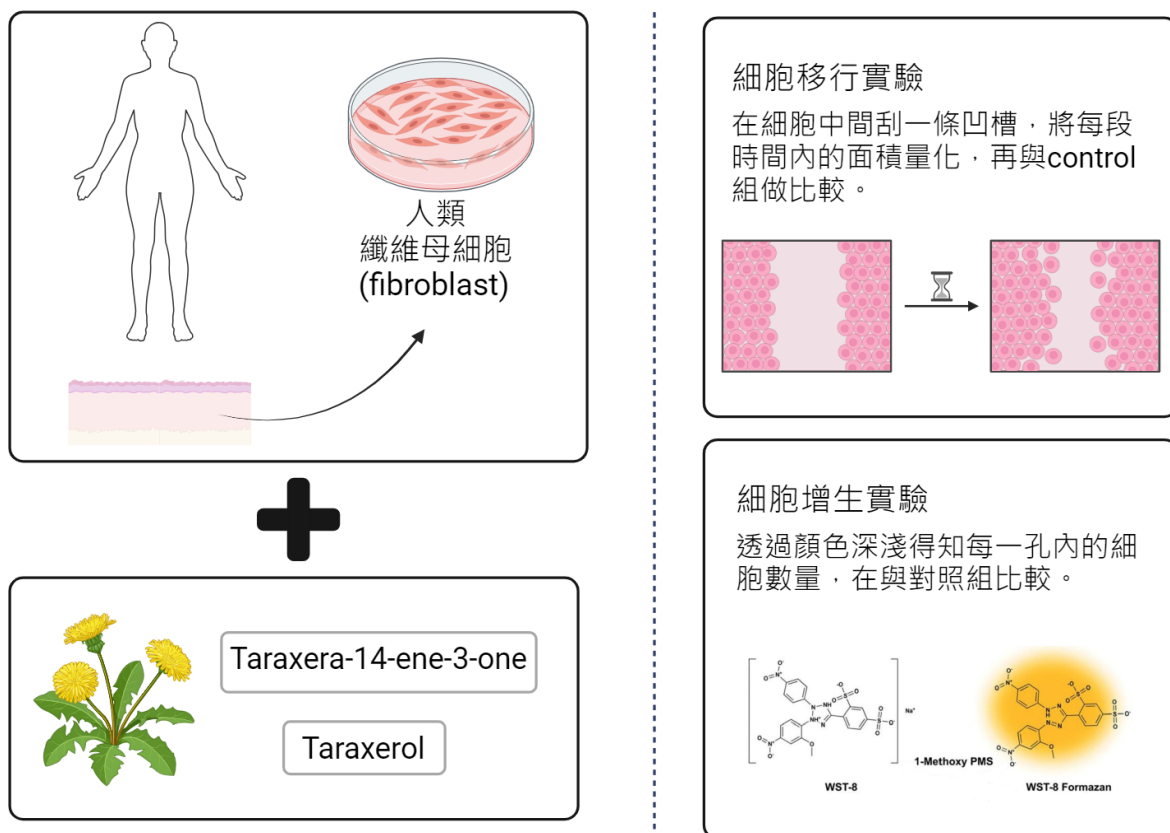 人類
纖維母細胞
(fibroblast)
Taraxera-14-ene-3-one
Taraxerol
細胞移行實驗
在細胞中間刮一條凹槽，將每段
時間內的面積量化，再與control
組做比較。
細胞增生實驗
透過顏色深淺得知每一孔內的細
胞數量，在與對照組比較。
Na⁺
1-Methoxy PMS
WST-8
WST-8 Formazan